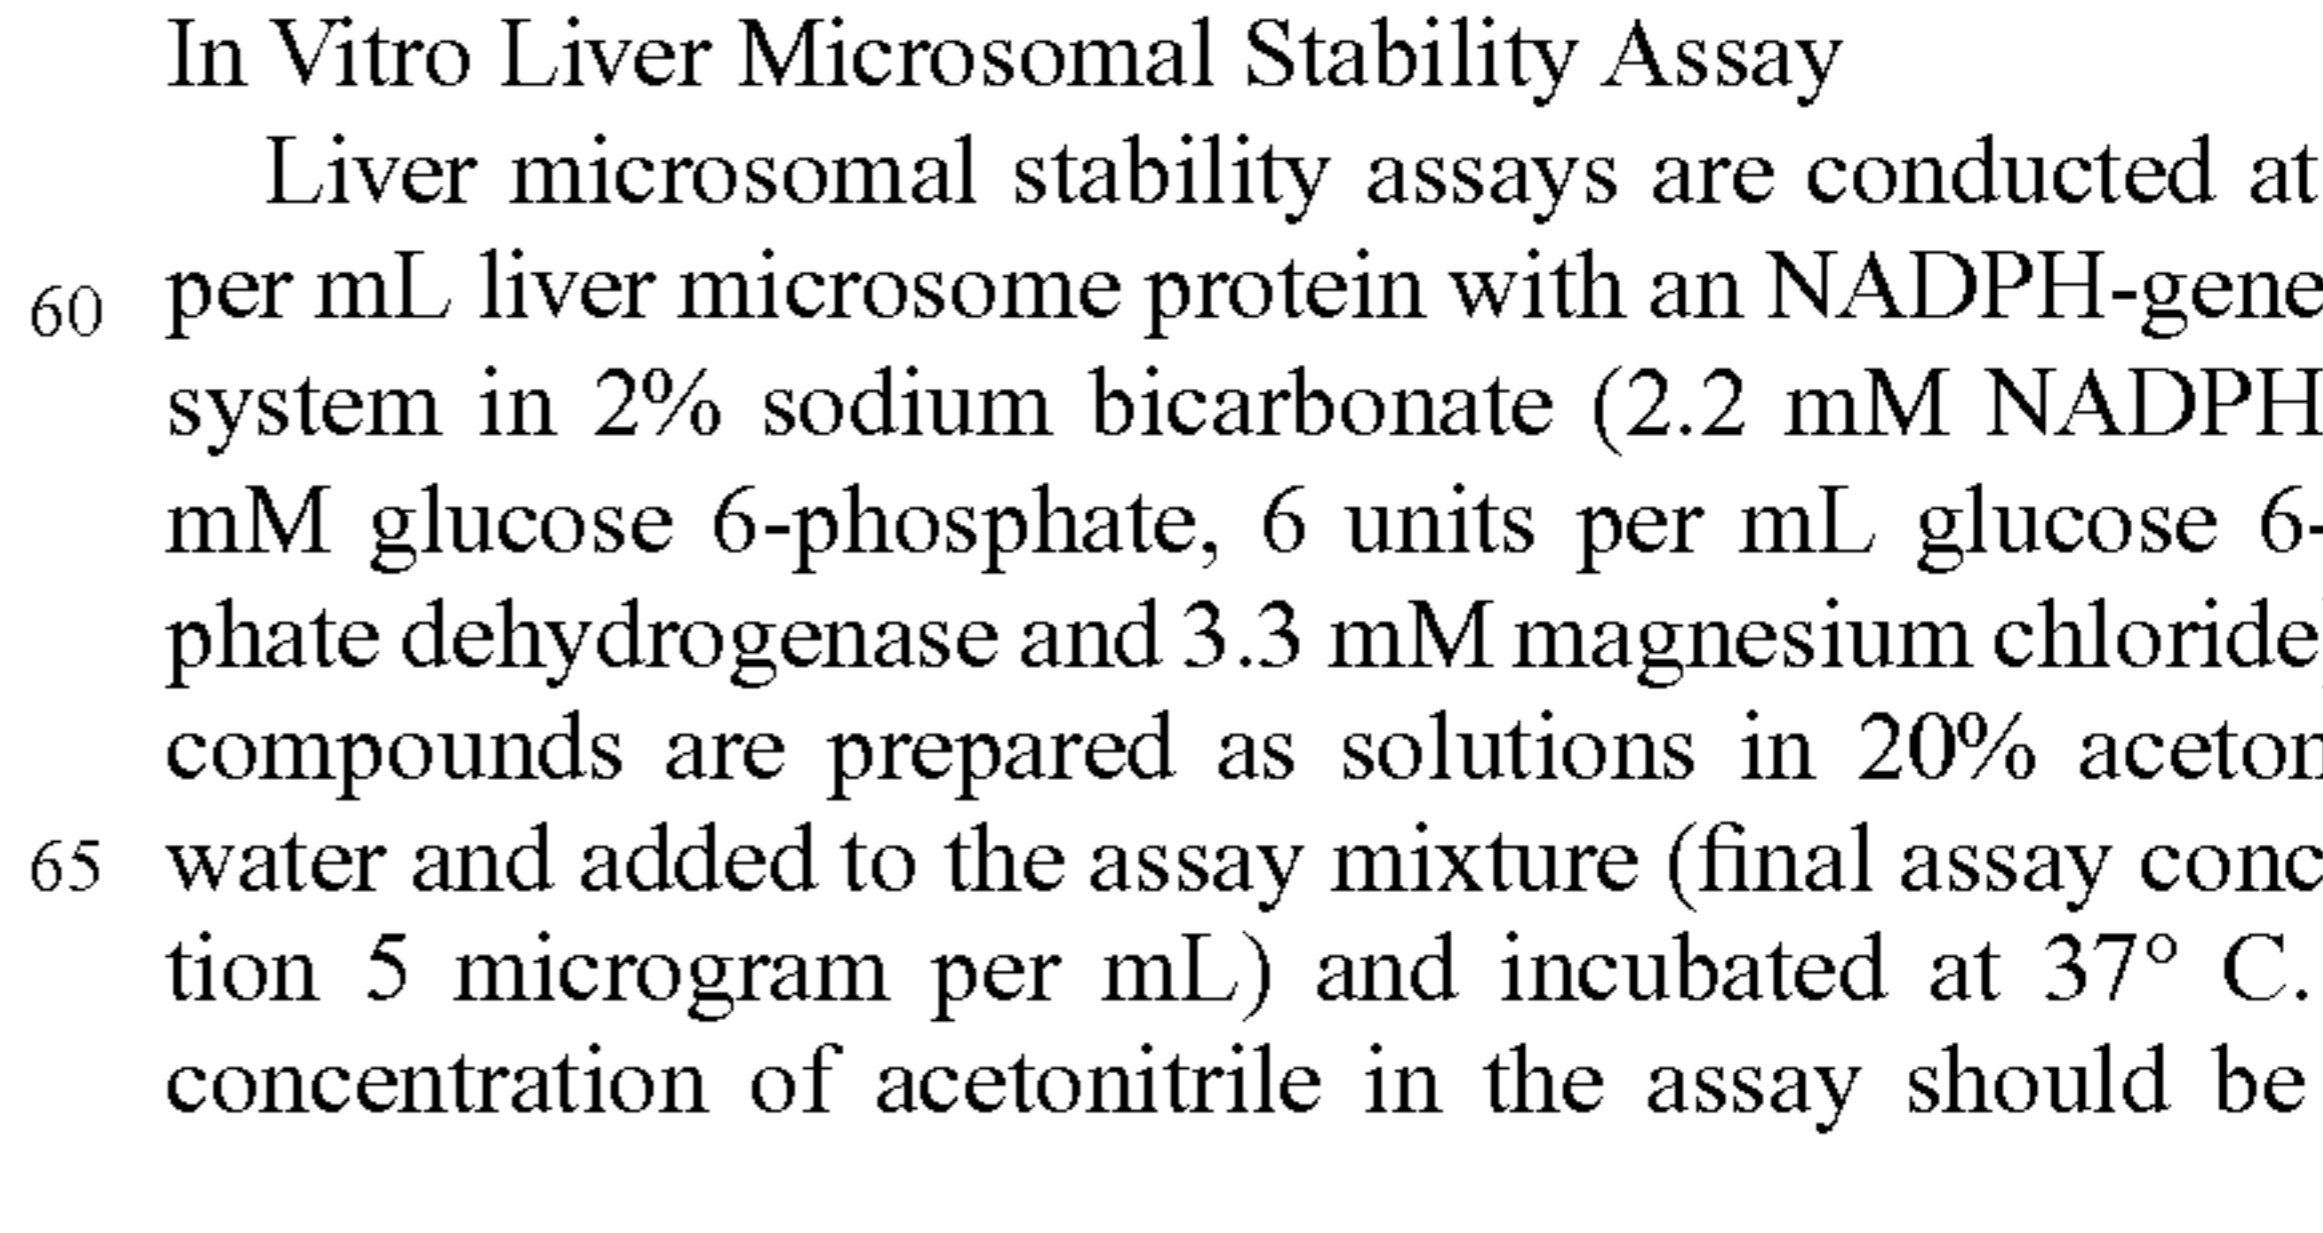 In Vitro Liver Microsomal Stability Assay
Liver microsomal stability assays are conducted at
60 per mL liver microsome protein with an NADPH-gene
system in 2% sodium bicarbonate (2.2 mM NADPH
mM glucose 6-phosphate, 6 units per mL glucose 6-
phate dehydrogenase and 3.3 mM magnesium chloride
compounds are prepared as solutions in 20% aceton
65 water and added to the assay mixture (final assay conc
tion 5 microgram per mL) and incubated at 37° C.
concentration of acetonitrile in the assay should be